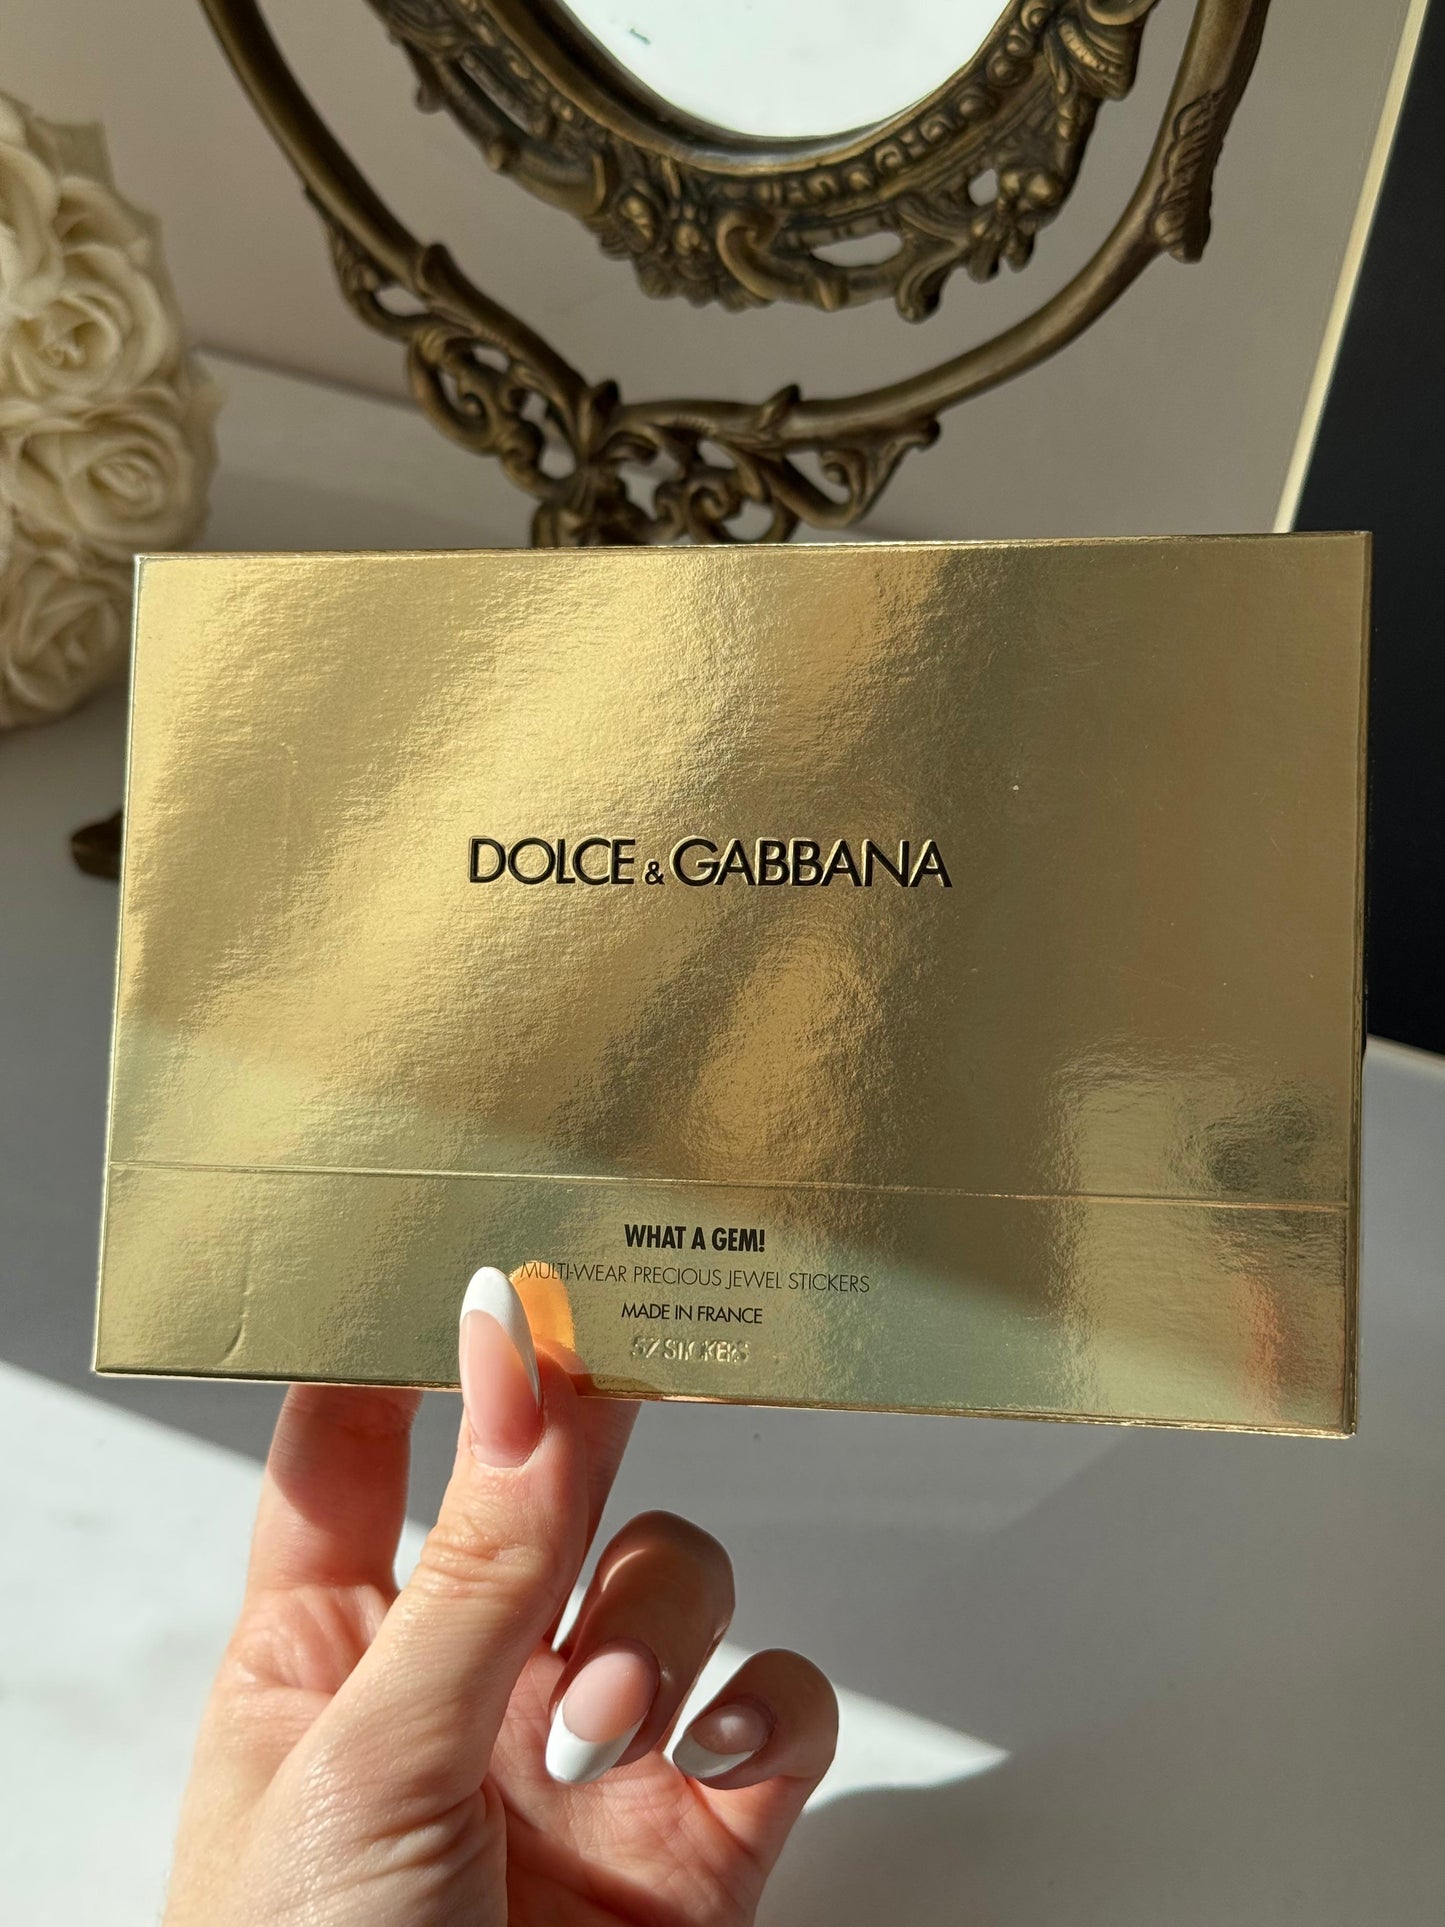 DOLCE & GABBANA
WHAT A GEM!
MULTI-WEAR PRECIOUS JEWEL STICKERS
MADE IN FRANCE
57 STICKERS